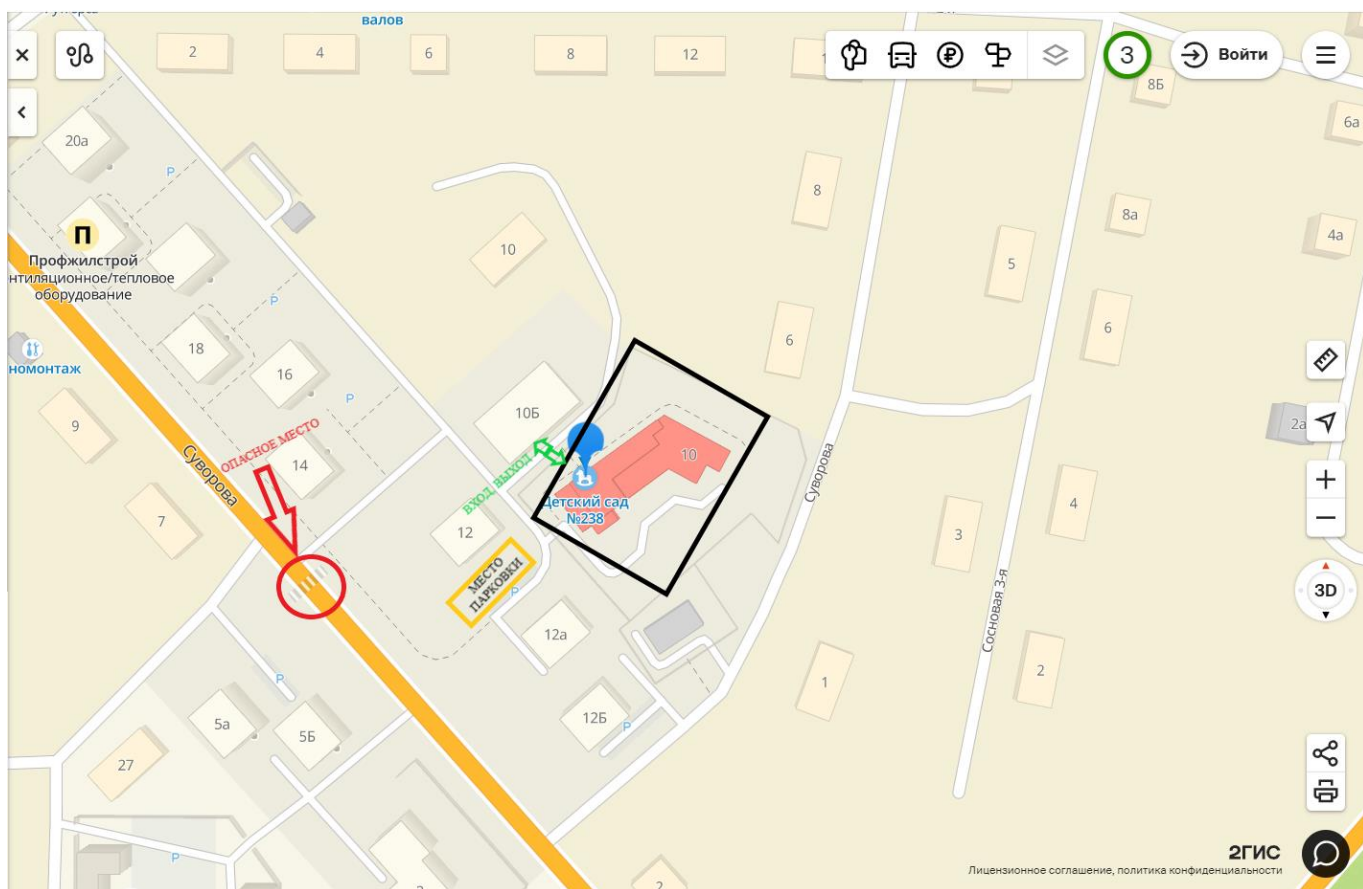 валов
2
4
6
8
12
3
Войти
8Б
6а
20а
Р
8
8а
4а
П
10
Профжилстрой
нтиляционное/тепловое
оборудование
5
Р
6
6
18
номонтаж
16
Р
10Б
9
ОПАСНОЕ МЕСТО
2а
14
10
Суворова
ВХОД, ВЫХОД
Суворова
Детский сад
№238
4
7
12
3
МЕСТО
ПАРКОВКИ
Р
3D
Сосновая 3-я
12а
2
1
Р
5а
12Б
Р
5Б
27
2ГИС
Р
Лицензионное соглашение, политика конфиденциальности
2